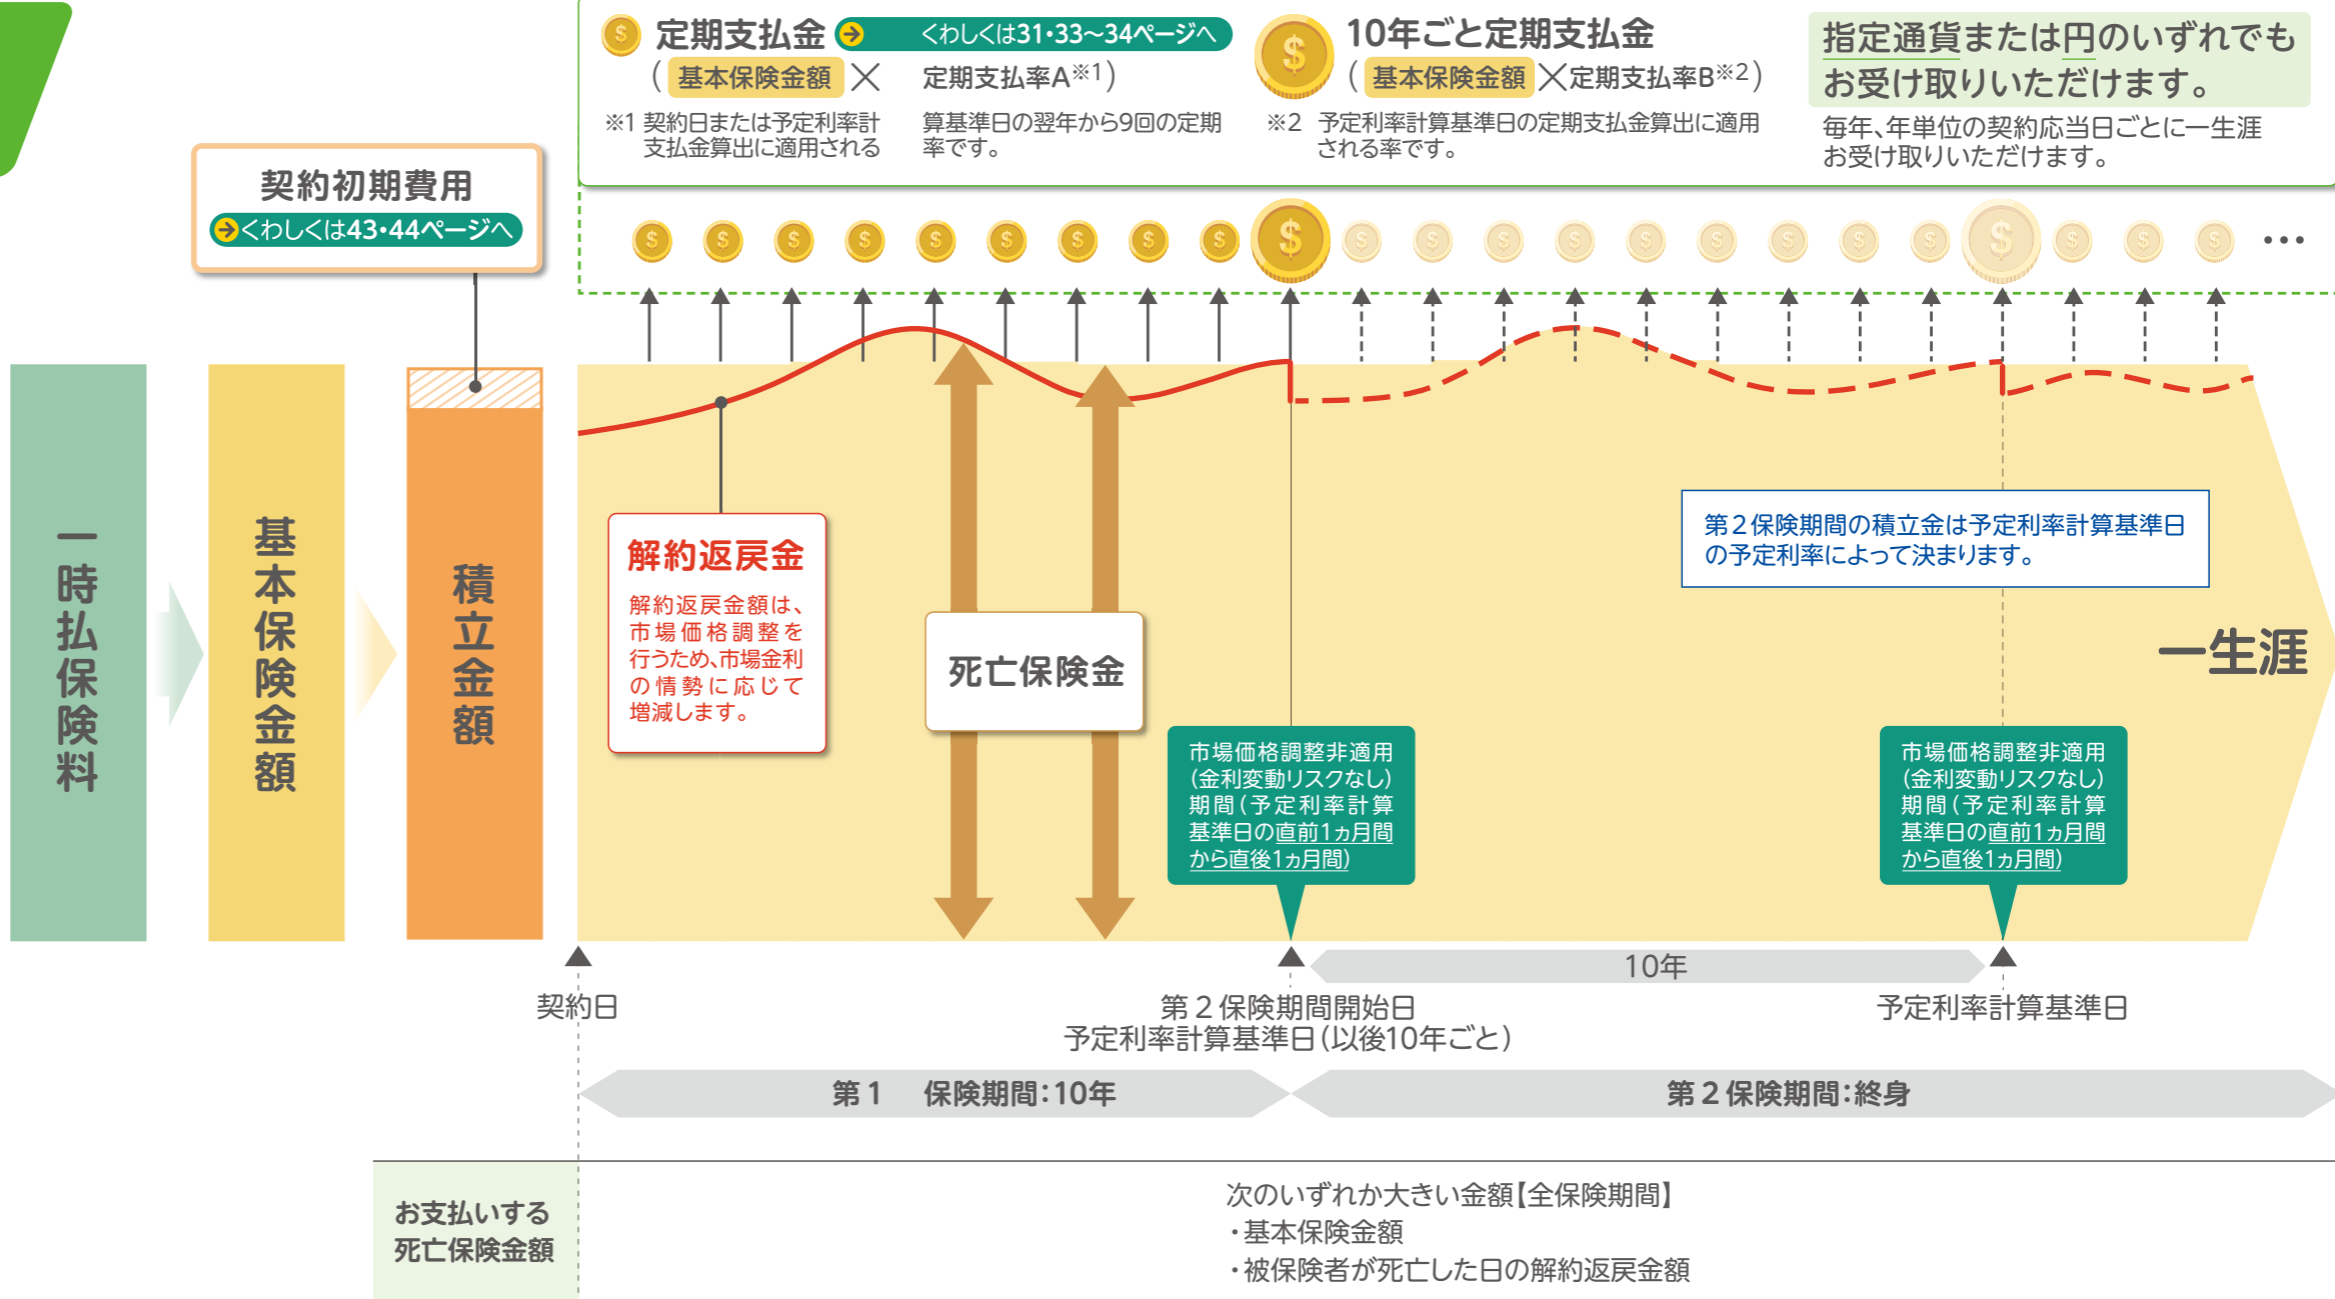 定期支払金 くわしくは31・33～34ページへ
(基本保険金額×定期支払率A※1)
※1 契約日または予定利率計算基準日の翌年から9回の定期
支払金算出に適用される率です。
10年ごと定期支払金
(基本保険金額×定期支払率B※2)
※2 予定利率計算基準日の定期支払金算出に適用
される率です。
指定通貨または円のいずれでも
お受け取りいただけます。
毎年、年単位の契約応当日ごとに一生涯
お受け取りいただけます。
契約初期費用
くわしくは43・44ページへ
$ $ $ $ $ $ $ $ $ $ $ $ $ $ $ $ $ $ $ $ $ $ $ …
一時払保険料
基本保険金額
積立金額
解約返戻金
解約返戻金額は、
市場価格調整を
行うため、市場金利
の情勢に応じて
増減します。
死亡保険金
第2保険期間の積立金は予定利率計算基準日
の予定利率によって決まります。
一生涯
市場価格調整非適用
(金利変動リスクなし)
期間(予定利率計算
基準日の直前1ヵ月間
から直後1ヵ月間)
市場価格調整非適用
(金利変動リスクなし)
期間(予定利率計算
基準日の直前1ヵ月間
から直後1ヵ月間)
10年
契約日
第2保険期間開始日
予定利率計算基準日(以後10年ごと)
予定利率計算基準日
第1 保険期間:10年
第2保険期間:終身
お支払いする
死亡保険金額
次のいずれか大きい金額【全保険期間】
・基本保険金額
・被保険者が死亡した日の解約返戻金額